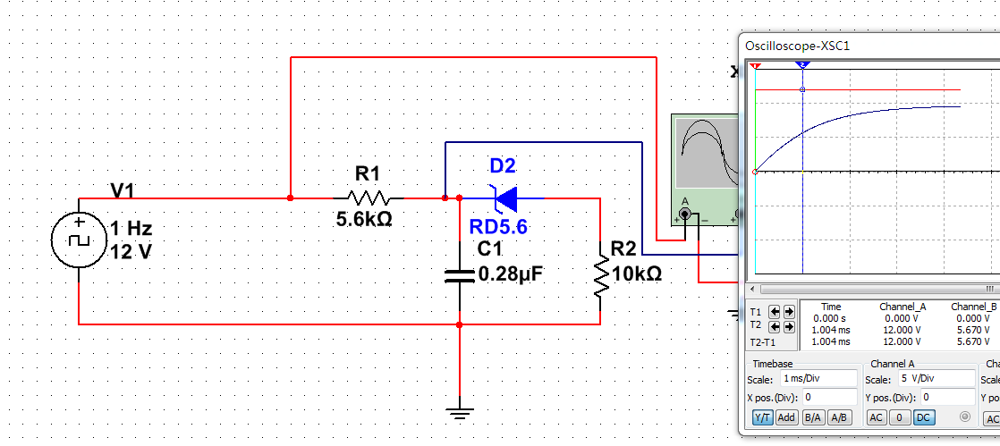 Oscilloscope-XSC1
X
V1
1 Hz
12 V
R1
5.6kΩ
D2
RD5.6
C1
0.28µF
R2
10kΩ
A
+
1
2
T1
T2
T2-T1
Time Channel_A Channel_B
0.000 s 0.000 V 0.000 V
1.004 ms 12.000 V 5.670 V
1.004 ms 12.000 V 5.670 V
Timebase
Scale: 1 ms/Div
X pos.(Div): 0
Y/T Add B/A A/B
Channel A
Scale: 5 V/Div
Y pos.(Div): 0
AC 0 DC
Cha
Scale
Y po
AC